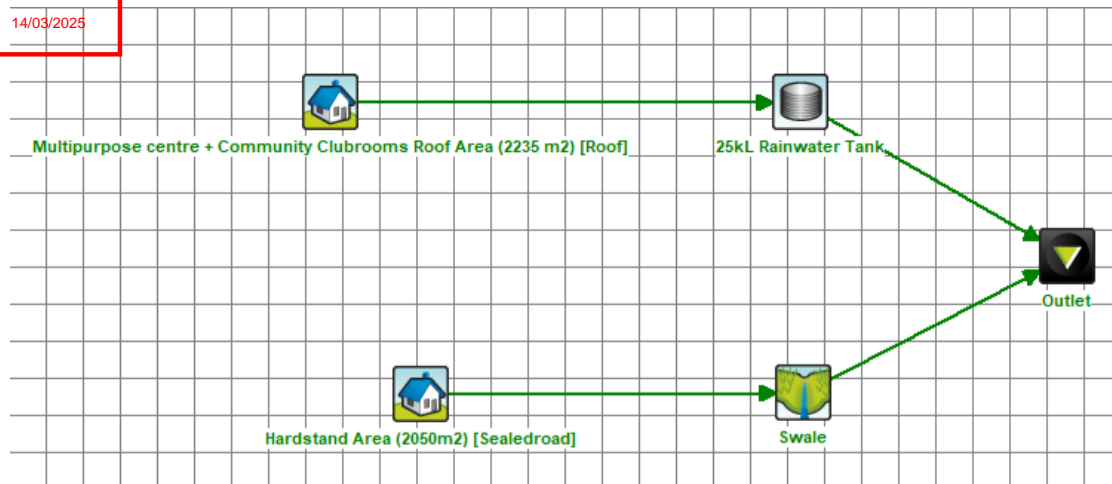 14/03/2025
Multipurpose centre + Community Clubrooms Roof Area (2235 m2) [Roof]
25kL Rainwater Tank
Outlet
Hardstand Area (2050m2) [Sealedroad]
Swale